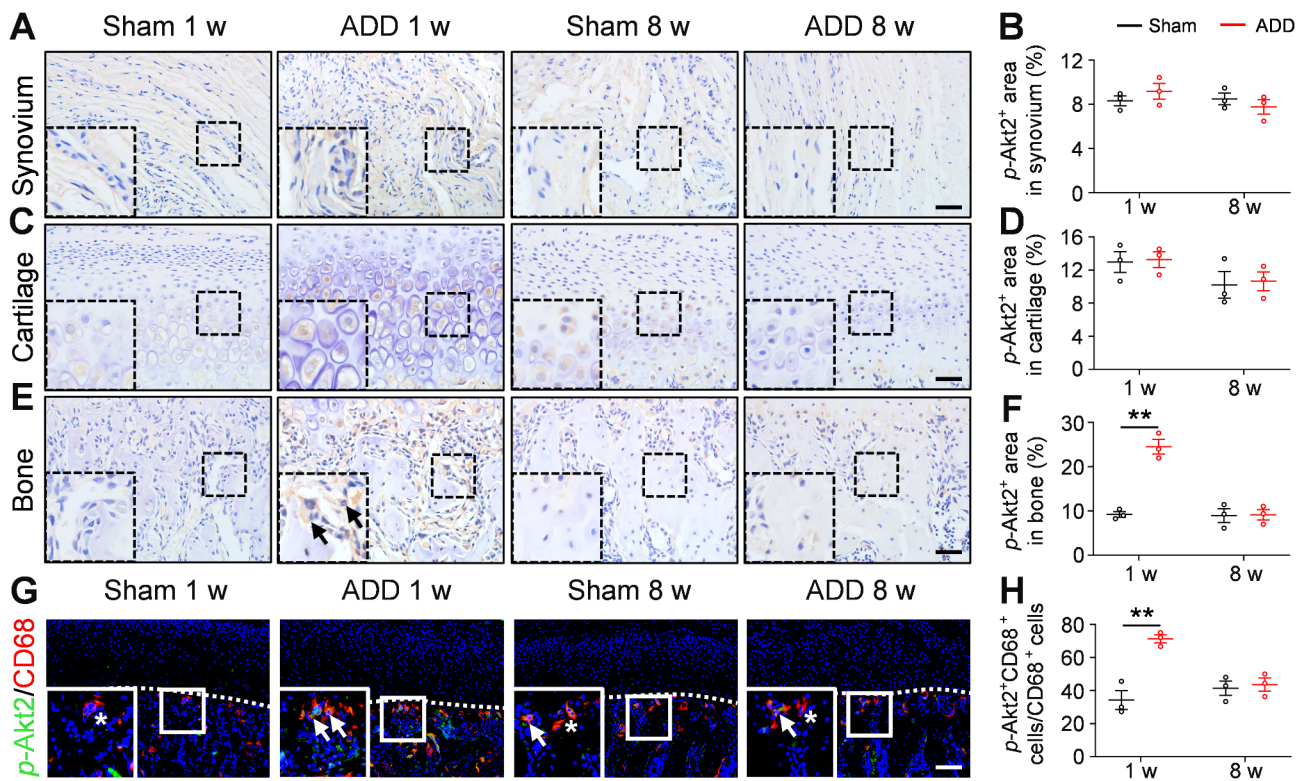 A
Sham 1 w
ADD 1 w
Sham 8 w
ADD 8 w
Synovium
B
Sham
ADD
p-Akt2+ area
in synovium (%)
12
8
4
0
1 w
8 w
C
Cartilage
D
p-Akt2+ area
in cartilage (%)
16
12
8
4
0
1 w
8 w
E
Bone
F
p-Akt2+ area
in bone (%)
30
20
10
0
**
1 w
8 w
G
Sham 1 w
ADD 1 w
Sham 8 w
ADD 8 w
p-Akt2/CD68
*
*
*
H
p-Akt2+CD68+
cells/CD68+ cells
80
60
40
20
0
**
1 w
8 w